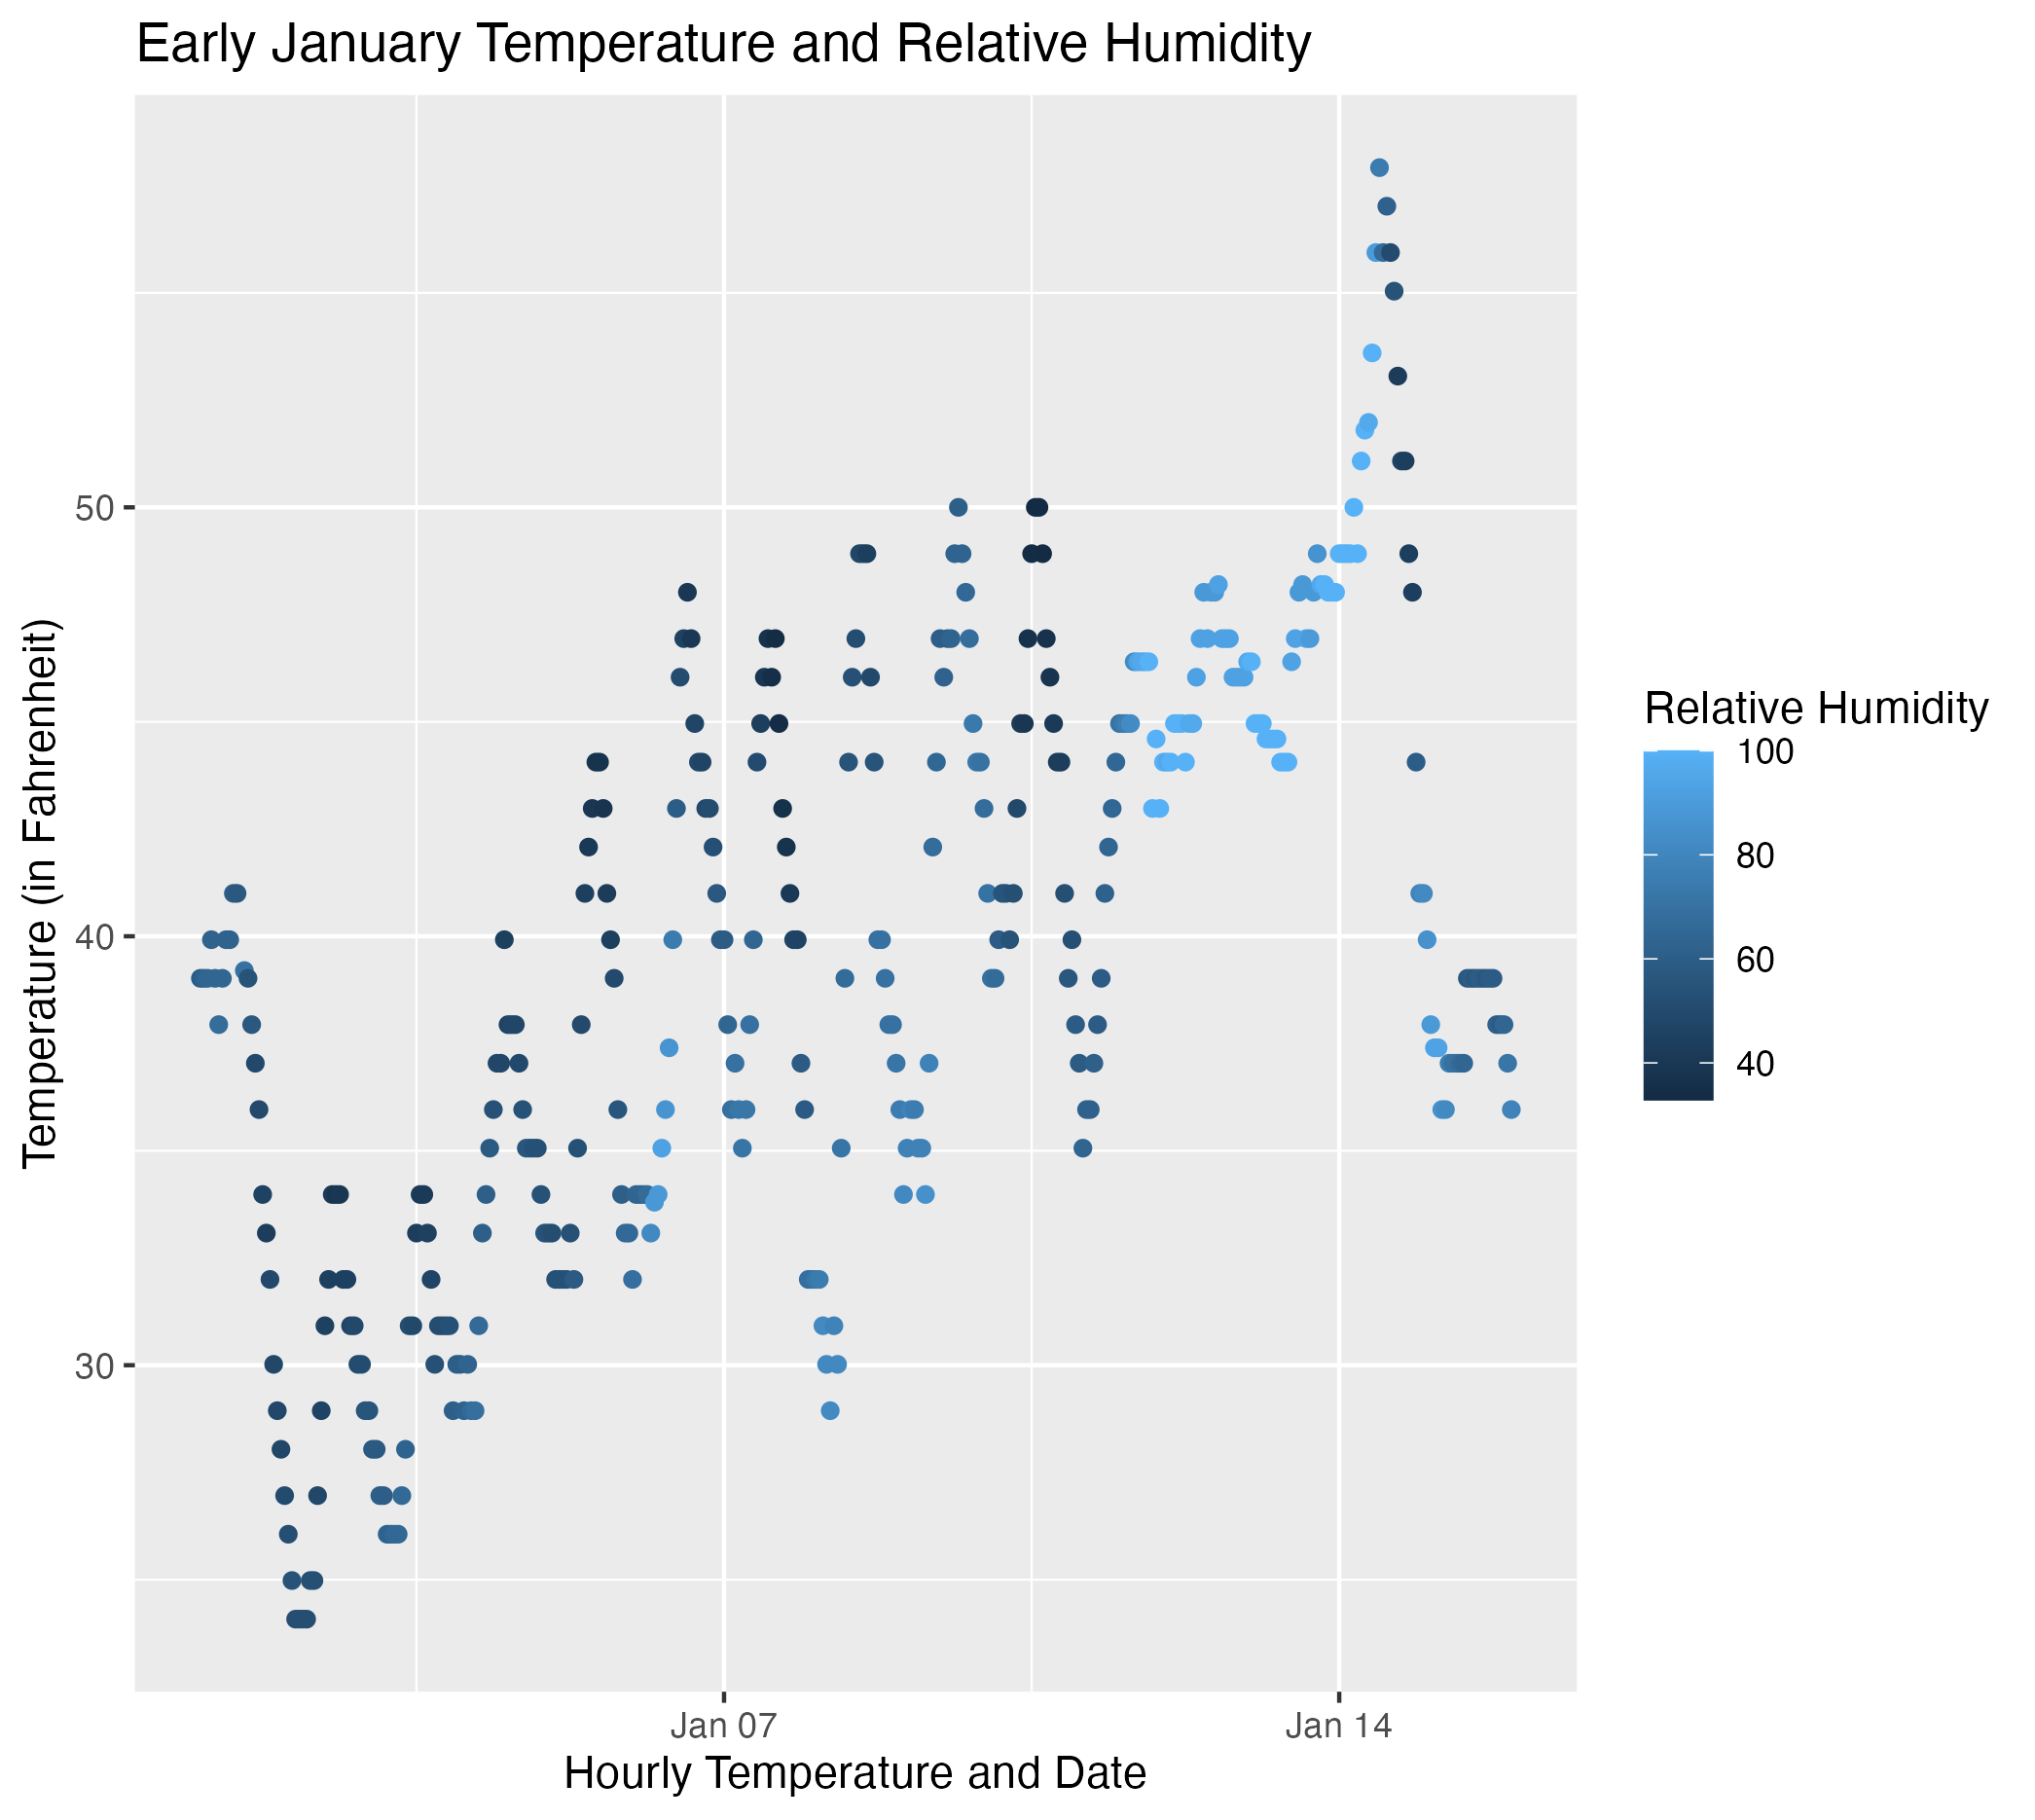 Early January Temperature and Relative Humidity
Temperature (in Fahrenheit)
50
40
30
Jan 07
Jan 14
Hourly Temperature and Date
Relative Humidity
100
80
60
40